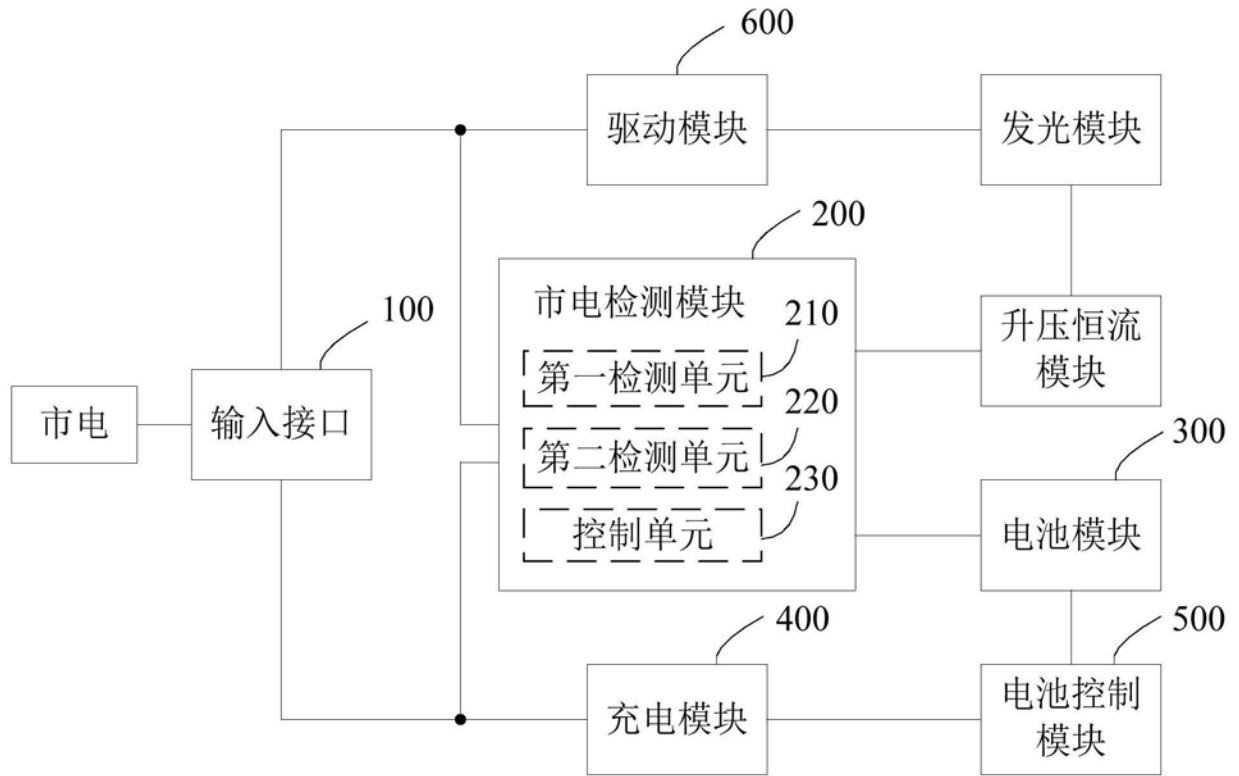 600
驱动模块
发光模块
200
市电检测模块
210
100
第一检测单元
升压恒流
模块
市电
输入接口
220
第二检测单元
300
230
控制单元
电池模块
400
500
充电模块
电池控制
模块